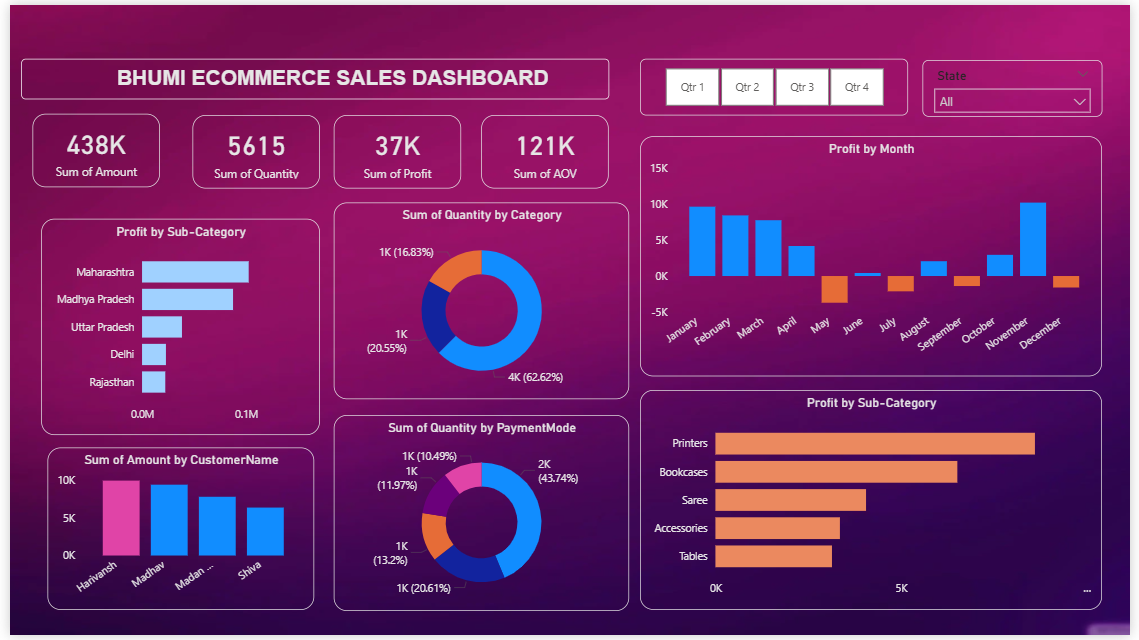 BHUMI ECOMMERCE SALES DASHBOARD
Qtr 1
Qtr 2
Qtr 3
Qtr 4
State
All
438K
Sum of Amount
5615
Sum of Quantity
37K
Sum of Profit
121K
Sum of AOV
Profit by Month
15K
10K
5K
0K
-5K
January
February
March
April
May
June
July
August
September
October
November
December
Profit by Sub-Category
Maharashtra
Madhya Pradesh
Uttar Pradesh
Delhi
Rajasthan
0.0M
0.1M
Sum of Quantity by Category
1K (16.83%)
1K
(20.55%)
4K (62.62%)
Sum of Amount by CustomerName
10K
5K
0K
Harivansh
Madhav
Madan ...
Shiva
Sum of Quantity by PaymentMode
1K (10.49%)
1K
(11.97%)
1K
(13.2%)
1K (20.61%)
2K
(43.74%)
Profit by Sub-Category
Printers
Bookcases
Saree
Accessories
Tables
0K
5K
...